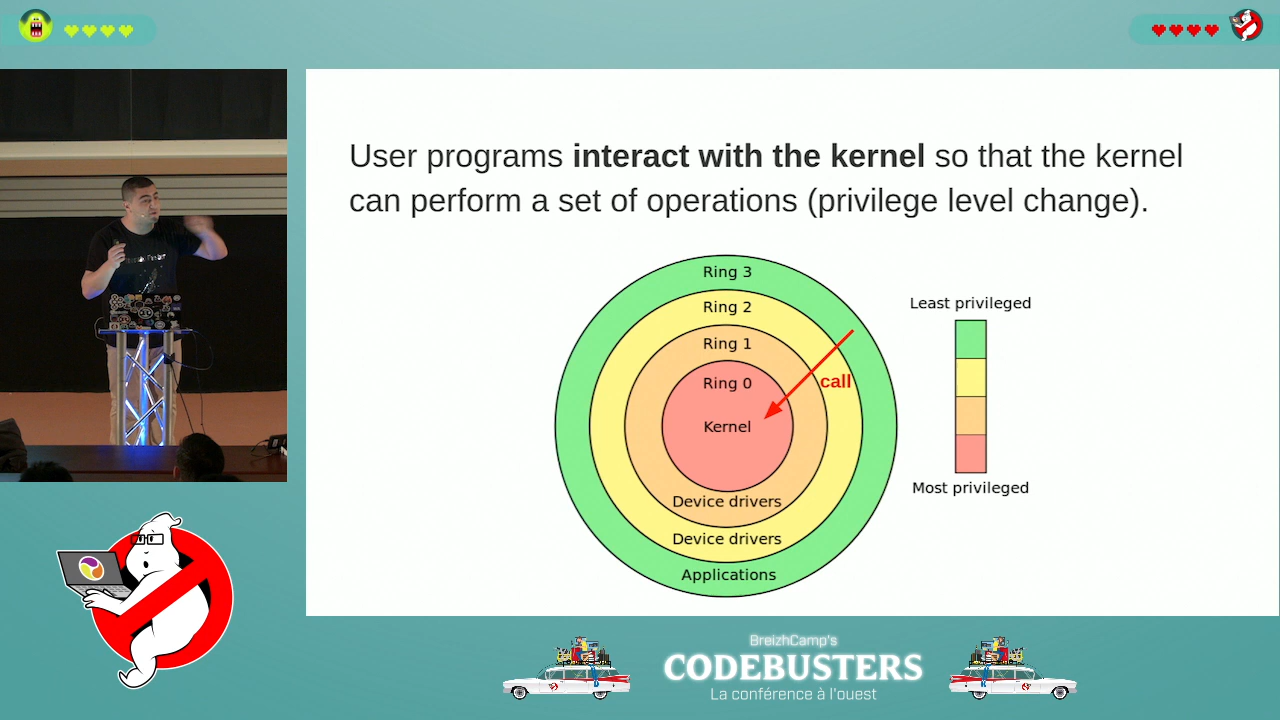 User programs interact with the kernel so that the kernel
can perform a set of operations (privilege level change).
Ring 3
Ring 2
Ring 1
Ring 0
Kernel
Device drivers
Device drivers
Applications
call
Least privileged
Most privileged
BreizhCamp's
CODEBUSTERS
La conférence à l'ouest